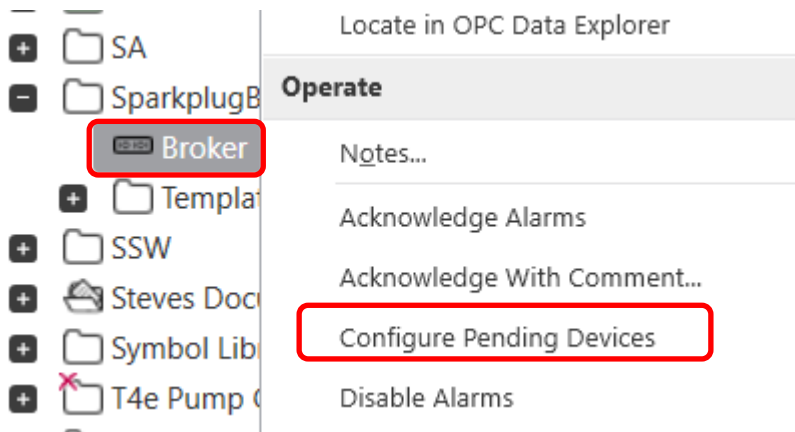 SA
SparkplugB
Broker
Templat
SSW
Steves Docu
Symbol Libr
T4e Pump
Locate in OPC Data Explorer
Operate
Notes...
Acknowledge Alarms
Acknowledge With Comment...
Configure Pending Devices
Disable Alarms